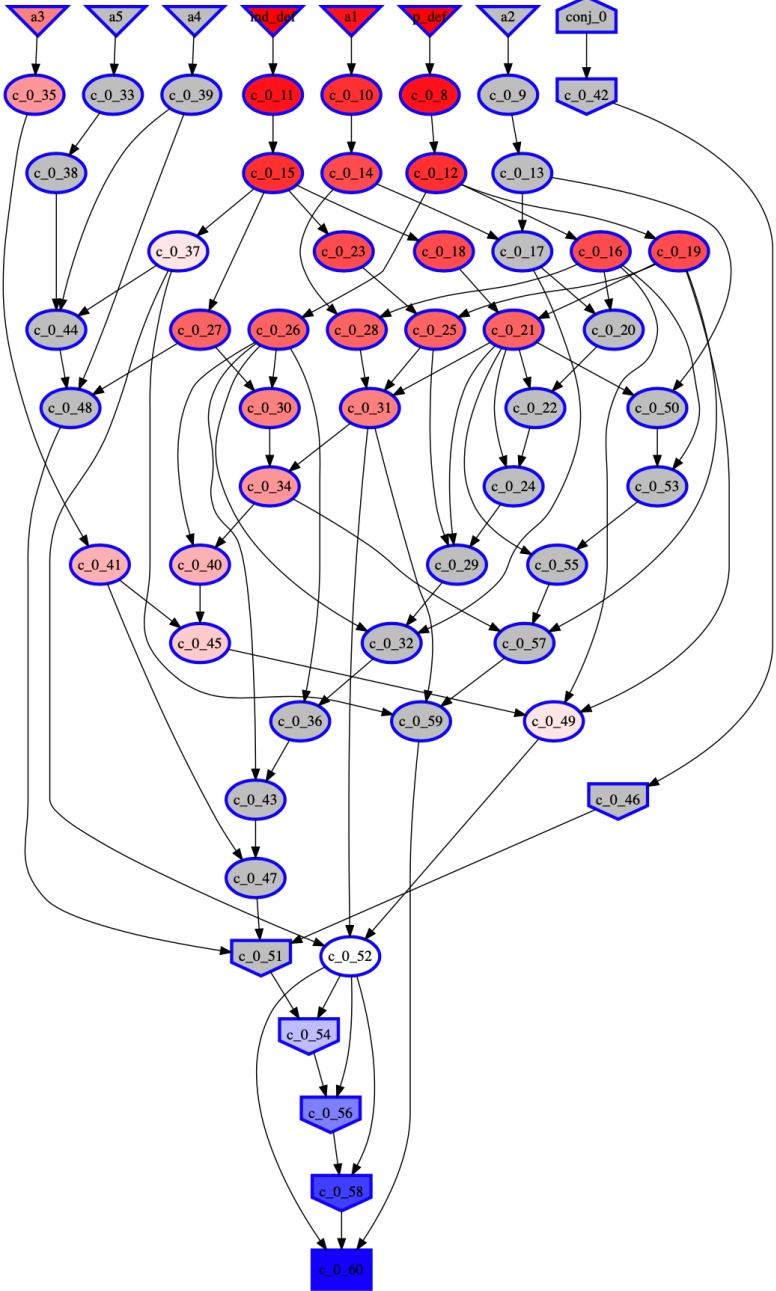 a3 a5 a4 ind_def a1 p_def a2 conj_0
c_0_35 c_0_33 c_0_39 c_0_11 c_0_10 c_0_8 c_0_9 c_0_42
c_0_38 c_0_15 c_0_14 c_0_12 c_0_13
c_0_37 c_0_23 c_0_18 c_0_17 c_0_16 c_0_19
c_0_44 c_0_27 c_0_26 c_0_28 c_0_25 c_0_21 c_0_20
c_0_48 c_0_30 c_0_31 c_0_22 c_0_50
c_0_34 c_0_24 c_0_53
c_0_41 c_0_40 c_0_29 c_0_55
c_0_45 c_0_32 c_0_57
c_0_36 c_0_59 c_0_49
c_0_43 c_0_46
c_0_47
c_0_51 c_0_52
c_0_54
c_0_56
c_0_58
c_0_60